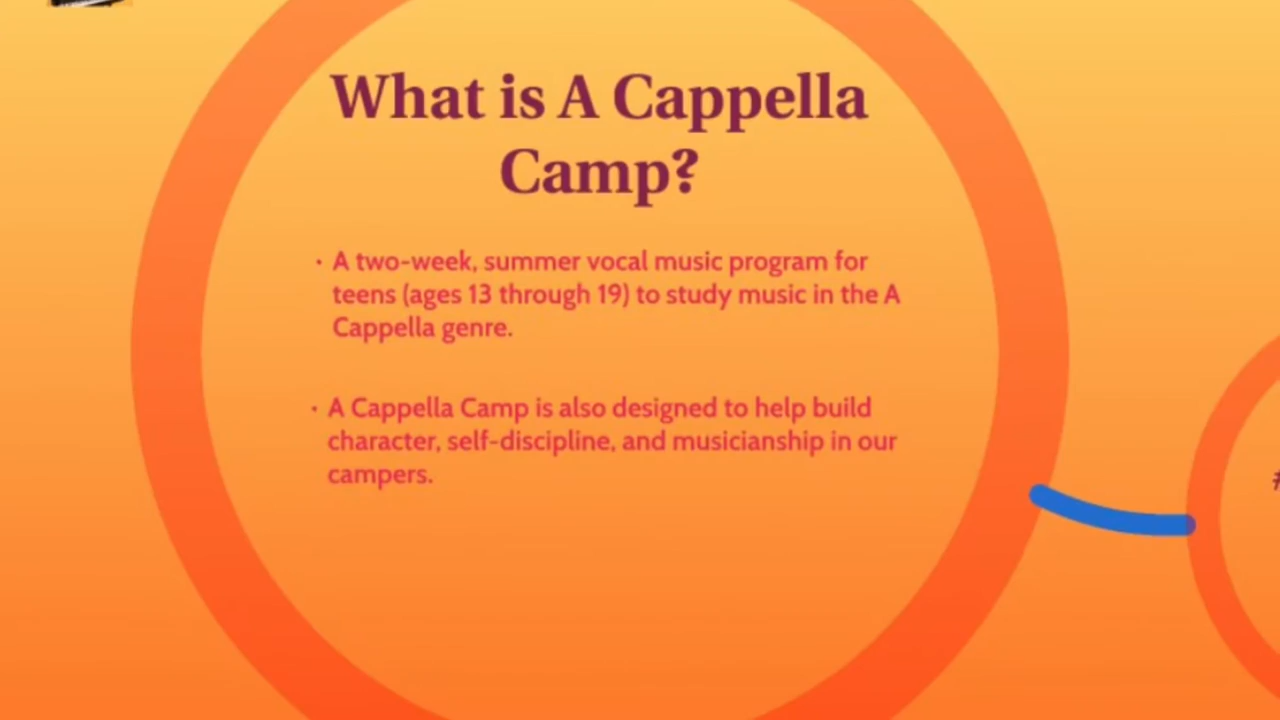 What is A Cappella
Camp?
· A two-week, summer vocal music program for
teens (ages 13 through 19) to study music in the A
Cappella genre.
· A Cappella Camp is also designed to help build
character, self-discipline, and musicianship in our
campers.